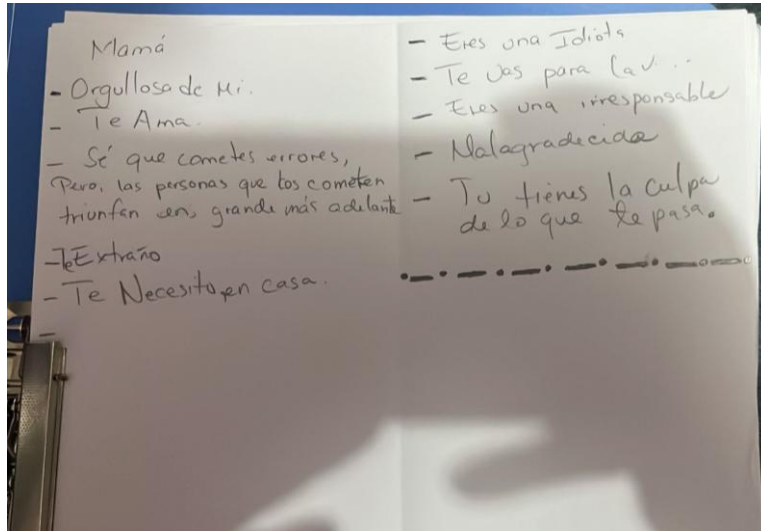 Mamá
- Orgullosa de Mi.
- Te Ama.
- Sé que cometes errores,
Pero, las personas que los cometen
triunfan en, grande más adelante
- Te Extraño
- Te Necesito en casa.
-
- Eres una Idiota
- Te vas para la v...
- Eres una irresponsable
- Malagradecida
- Tu tienes la culpa
de lo que te pasa.